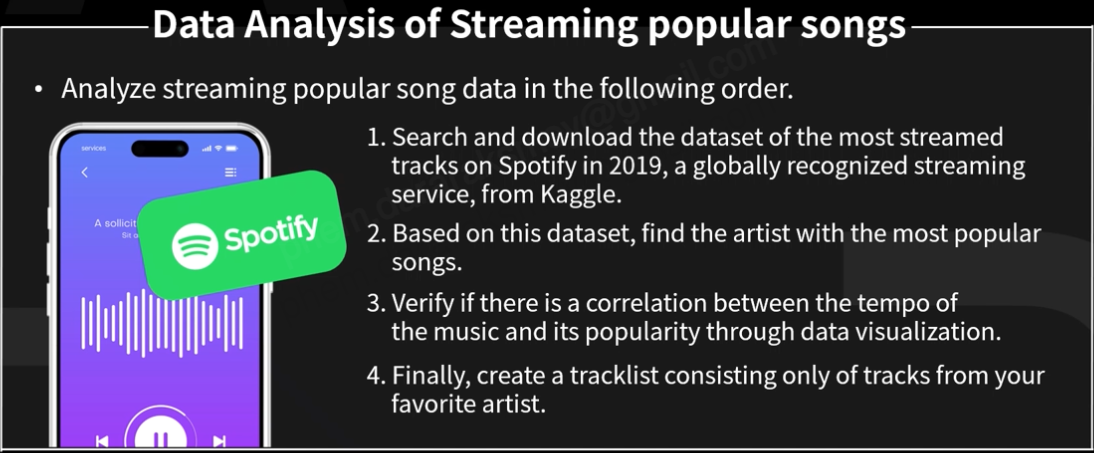 Data Analysis of Streaming popular songs
• Analyze streaming popular song data in the following order.
services
A sollicit
Sit
Spotify
1. Search and download the dataset of the most streamed
tracks on Spotify in 2019, a globally recognized streaming
service, from Kaggle.
2. Based on this dataset, find the artist with the most popular
songs.
3. Verify if there is a correlation between the tempo of
the music and its popularity through data visualization.
4. Finally, create a tracklist consisting only of tracks from your
favorite artist.